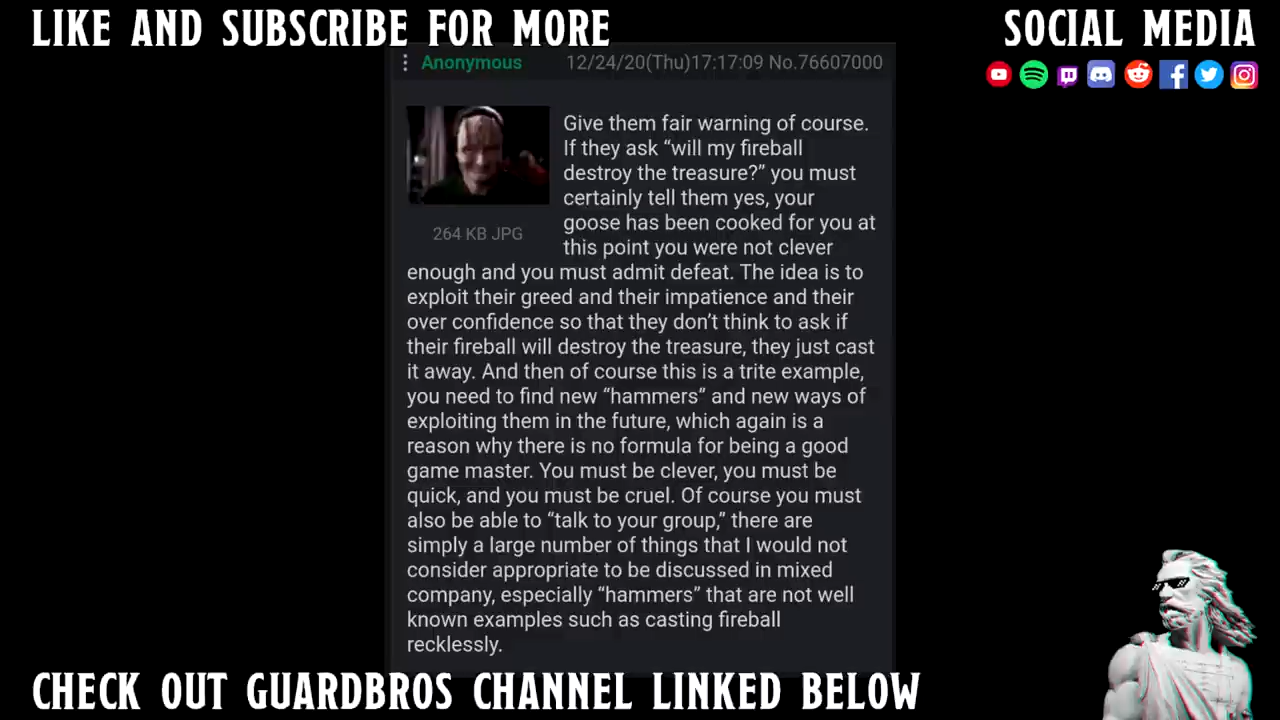 LIKE AND SUBSCRIBE FOR MORE
SOCIAL MEDIA
Anonymous 12/24/20(Thu)17:17:09 No.76607000
264 KB JPG
Give them fair warning of course.
If they ask “will my fireball
destroy the treasure?” you must
certainly tell them yes, your
goose has been cooked for you at
this point you were not clever
enough and you must admit defeat. The idea is to
exploit their greed and their impatience and their
over confidence so that they don’t think to ask if
their fireball will destroy the treasure, they just cast
it away. And then of course this is a trite example,
you need to find new “hammers” and new ways of
exploiting them in the future, which again is a
reason why there is no formula for being a good
game master. You must be clever, you must be
quick, and you must be cruel. Of course you must
also be able to “talk to your group,” there are
simply a large number of things that I would not
consider appropriate to be discussed in mixed
company, especially “hammers” that are not well
known examples such as casting fireball
recklessly.
CHECK OUT GUARDBROS CHANNEL LINKED BELOW